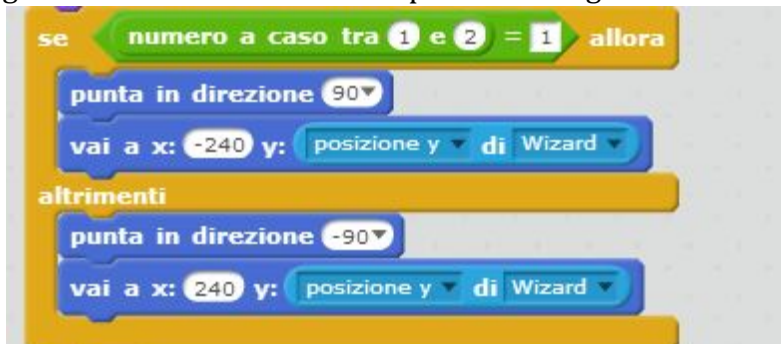 se numero a caso tra 1 e 2 = 1 allora
punta in direzione 90
vai a x: -240 y: posizione y di Wizard
altrimenti
punta in direzione -90
vai a x: 240 y: posizione y di Wizard